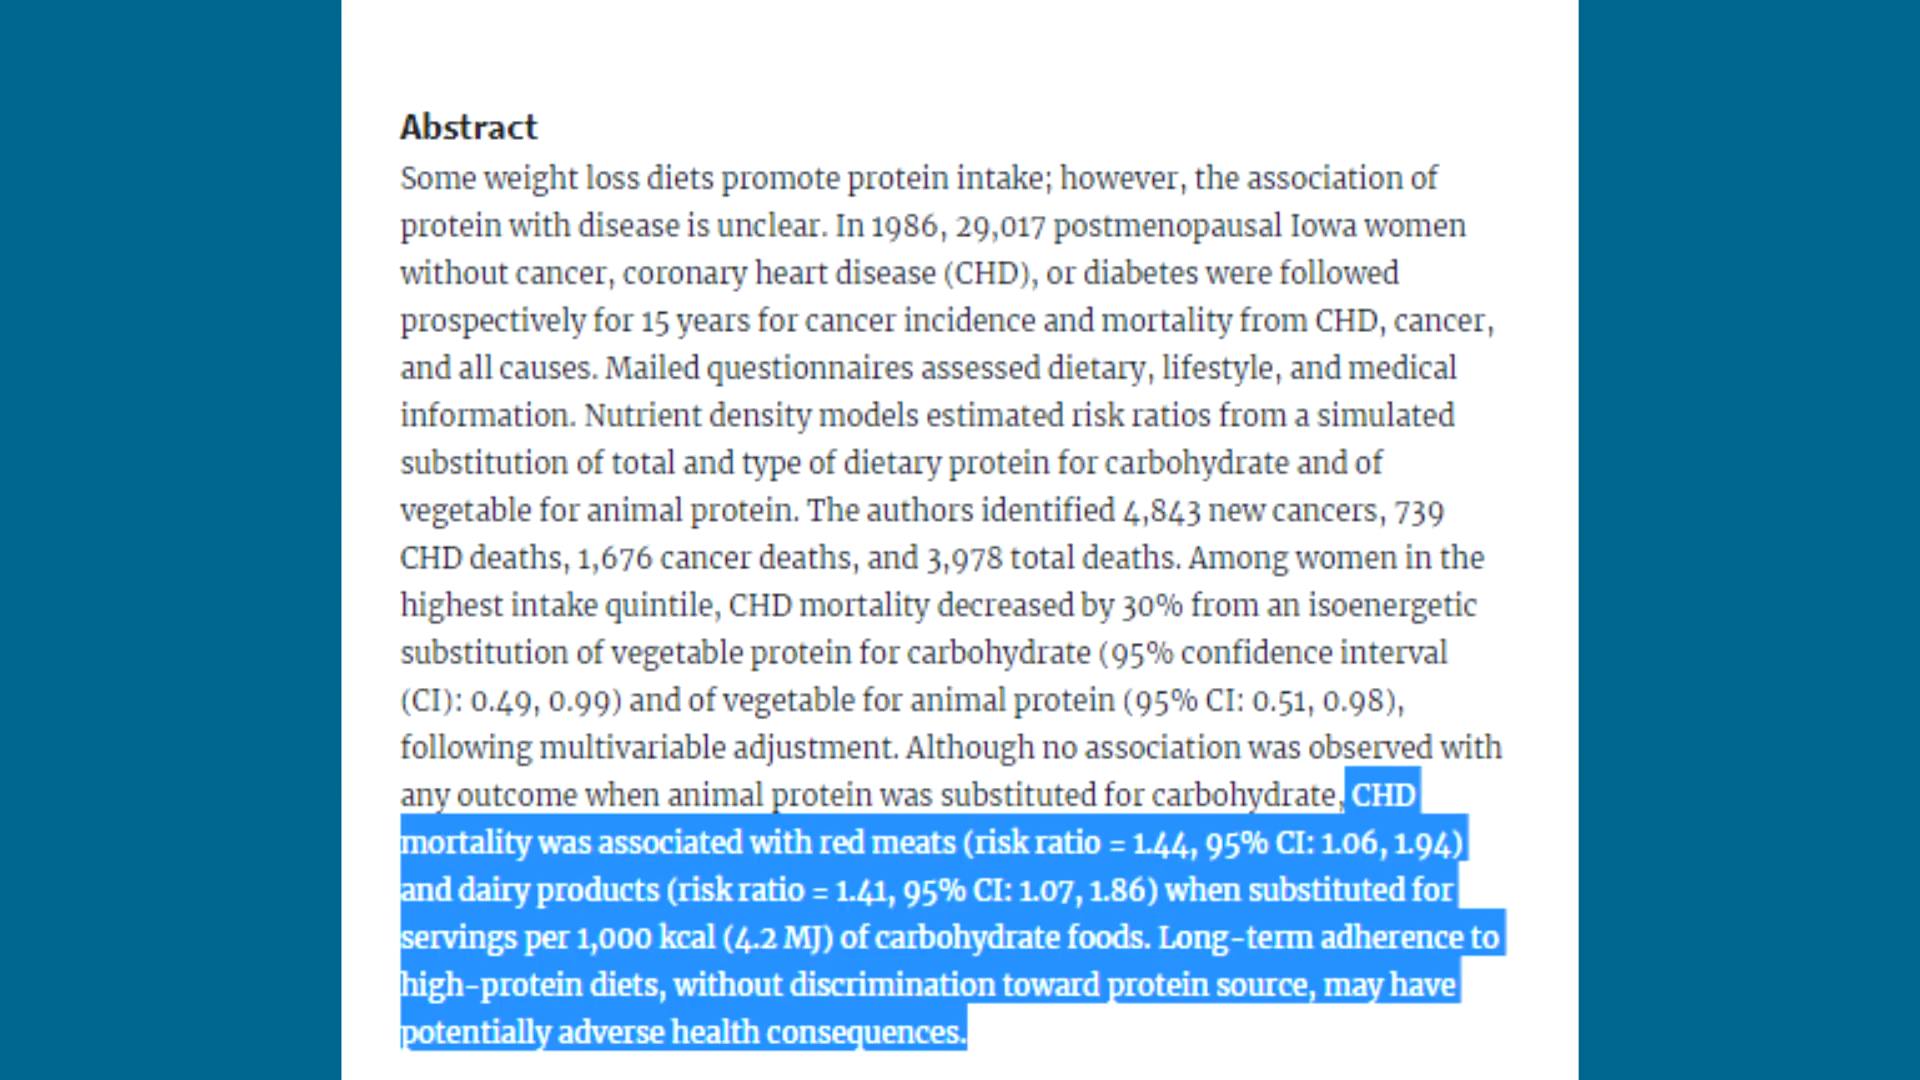 Abstract
Some weight loss diets promote protein intake; however, the association of
protein with disease is unclear. In 1986, 29,017 postmenopausal Iowa women
without cancer, coronary heart disease (CHD), or diabetes were followed
prospectively for 15 years for cancer incidence and mortality from CHD, cancer,
and all causes. Mailed questionnaires assessed dietary, lifestyle, and medical
information. Nutrient density models estimated risk ratios from a simulated
substitution of total and type of dietary protein for carbohydrate and of
vegetable for animal protein. The authors identified 4,843 new cancers, 739
CHD deaths, 1,676 cancer deaths, and 3,978 total deaths. Among women in the
highest intake quintile, CHD mortality decreased by 30% from an isoenergetic
substitution of vegetable protein for carbohydrate (95% confidence interval
(CI): 0.49, 0.99) and of vegetable for animal protein (95% CI: 0.51, 0.98),
following multivariable adjustment. Although no association was observed with
any outcome when animal protein was substituted for carbohydrate, CHD
mortality was associated with red meats (risk ratio = 1.44, 95% CI: 1.06, 1.94)
and dairy products (risk ratio = 1.41, 95% CI: 1.07, 1.86) when substituted for
servings per 1,000 kcal (4.2 MJ) of carbohydrate foods. Long-term adherence to
high-protein diets, without discrimination toward protein source, may have
potentially adverse health consequences.